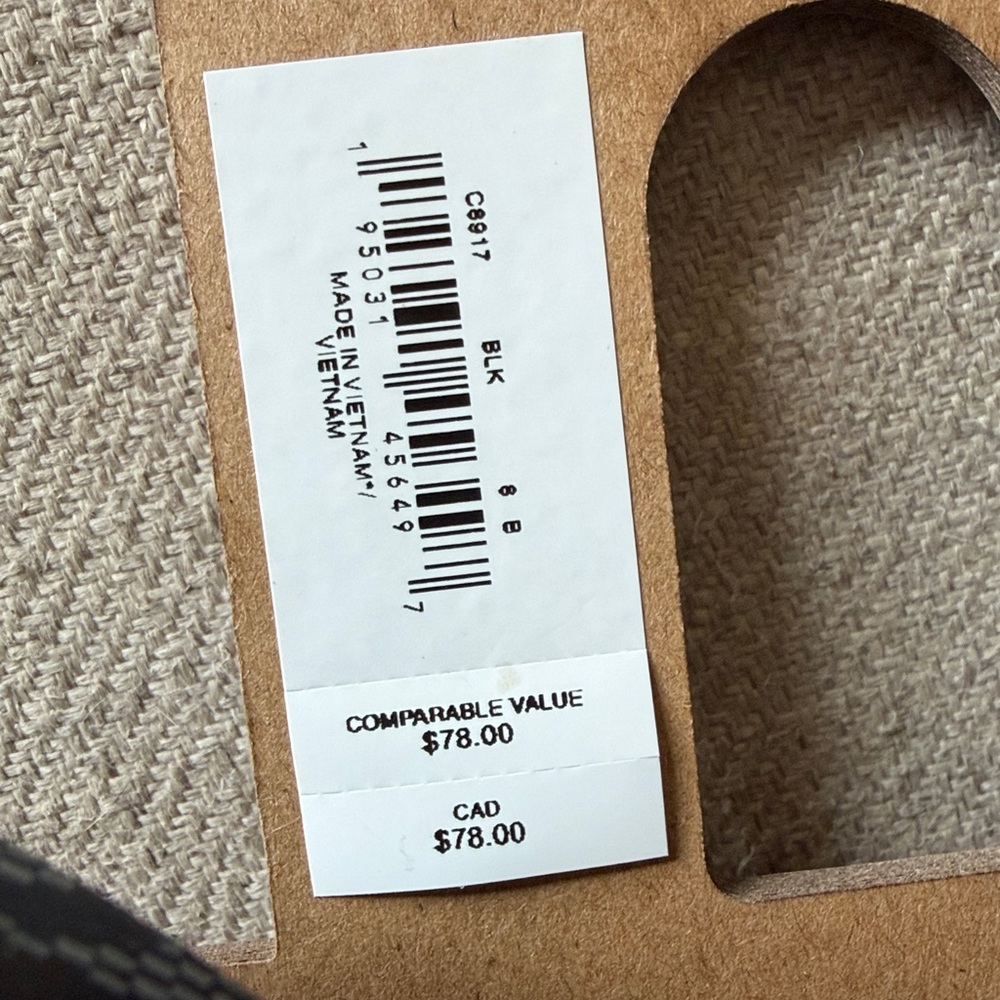 C8917 BLK 8 B
1 95031 45649 7
MADE IN VIETNAM*/
VIETNAM
COMPARABLE VALUE
$78.00
CAD
$78.00